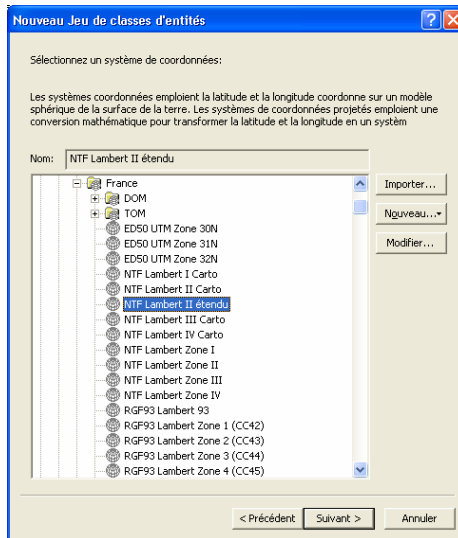 Nouveau Jeu de classes d'entités
Sélectionnez un système de coordonnées:
Les systèmes coordonnées emploient la latitude et la longitude coordonne sur un modèle
sphérique de la surface de la terre. Les systèmes de coordonnées projetés emploient une
conversion mathématique pour transformer la latitude et la longitude en un systèm
Nom: NTF Lambert II étendu
France
DOM
TOM
ED50 UTM Zone 30N
ED50 UTM Zone 31N
ED50 UTM Zone 32N
NTF Lambert I Carto
NTF Lambert II Carto
NTF Lambert II étendu
NTF Lambert III Carto
NTF Lambert IV Carto
NTF Lambert Zone I
NTF Lambert Zone II
NTF Lambert Zone III
NTF Lambert Zone IV
RGF93 Lambert 93
RGF93 Lambert Zone 1 (CC42)
RGF93 Lambert Zone 2 (CC43)
RGF93 Lambert Zone 3 (CC44)
RGF93 Lambert Zone 4 (CC45)
Importer...
Nouveau...
Modifier...
< Précédent
Suivant >
Annuler